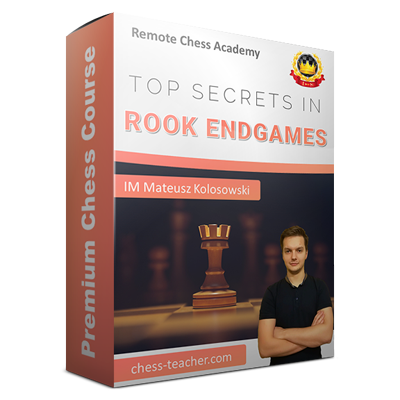 Remote Chess Academy
TOP SECRETS IN
ROOK ENDGAMES
IM Mateusz Kolosowski
chess-teacher.com
Premium Chess Course